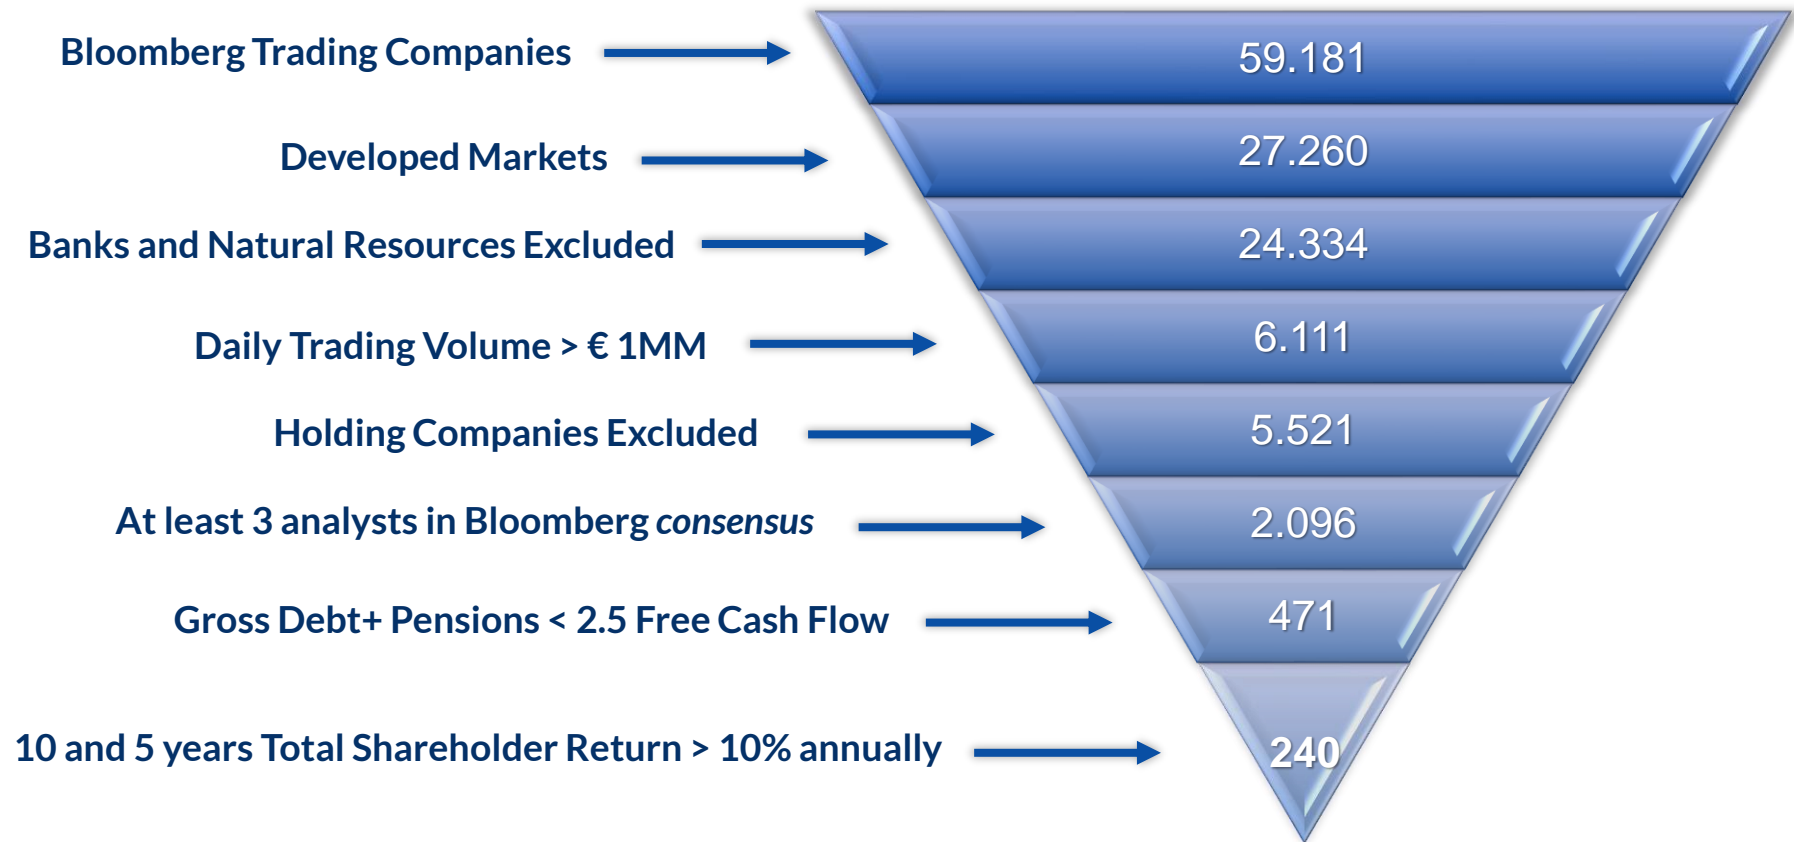 Bloomberg Trading Companies
59.181
Developed Markets
27.260
Banks and Natural Resources Excluded
24.334
Daily Trading Volume > € 1MM
6.111
Holding Companies Excluded
5.521
At least 3 analysts in Bloomberg consensus
2.096
Gross Debt+ Pensions < 2.5 Free Cash Flow
471
10 and 5 years Total Shareholder Return > 10% annually
240